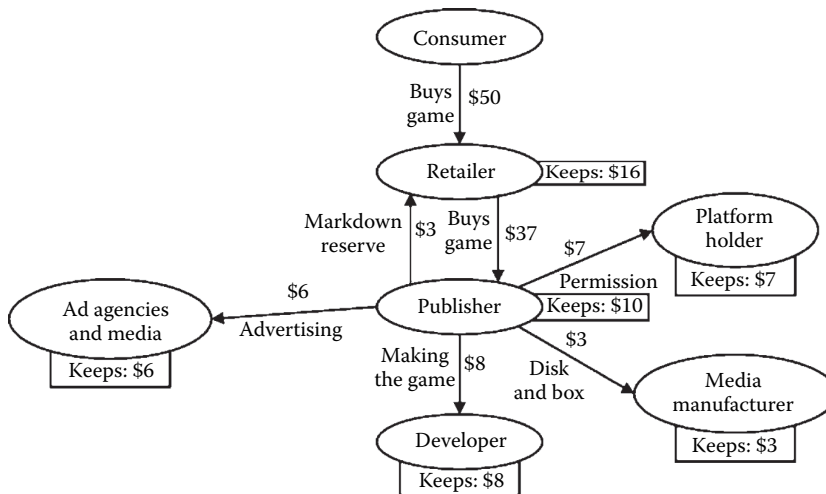 Consumer
Buys
game
$50
Retailer
Keeps: $16
Markdown
reserve
$3
Buys
game
$37
Platform
holder
Keeps: $7
$7
Permission
Publisher
Keeps: $10
$6
Advertising
Ad agencies
and media
Keeps: $6
Making
the game
$8
$3
Disk
and box
Media
manufacturer
Keeps: $3
Developer
Keeps: $8